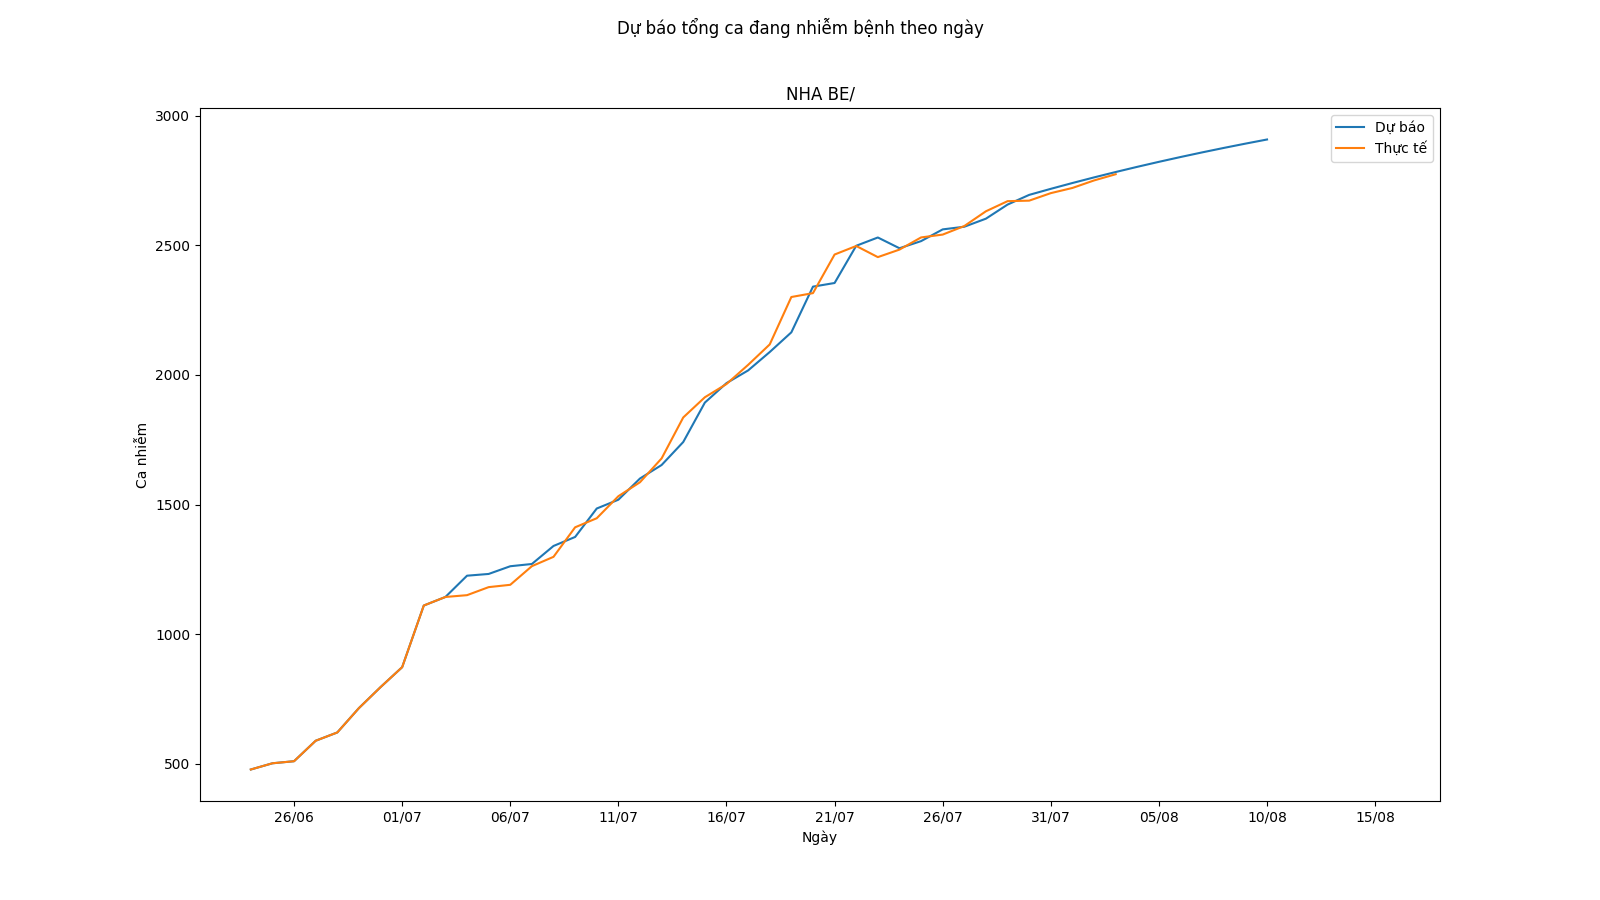 Dự báo tổng ca đang nhiễm bệnh theo ngày
NHA BE/
Dự báo
Thực tế
3000
2500
2000
1500
1000
500
Ca nhiễm
26/06 01/07 06/07 11/07 16/07 21/07 26/07 31/07 05/08 10/08 15/08
Ngày